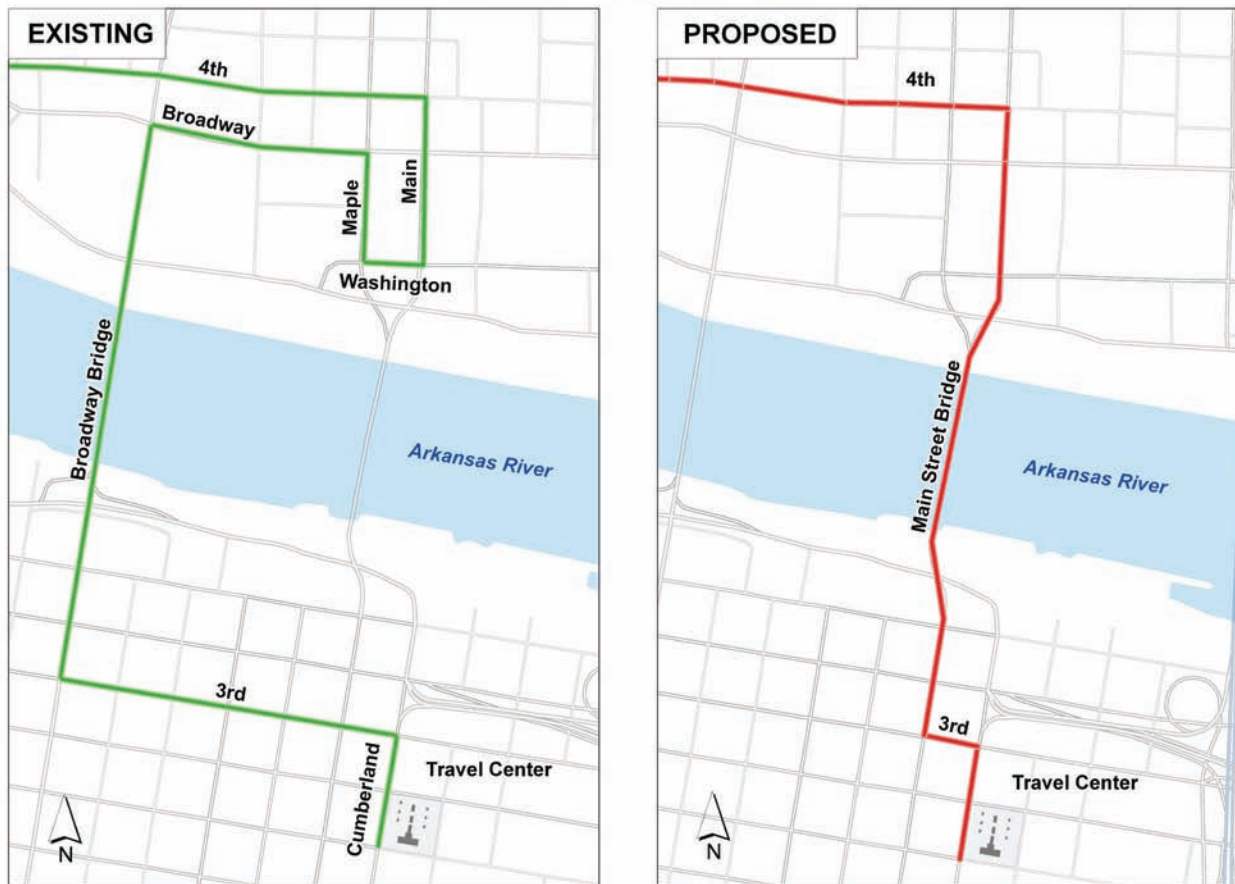 EXISTING
4th
Broadway
Maple
Main
Washington
Broadway Bridge
Arkansas River
3rd
Cumberland
Travel Center
N
PROPOSED
4th
Main Street Bridge
Arkansas River
3rd
Travel Center
N